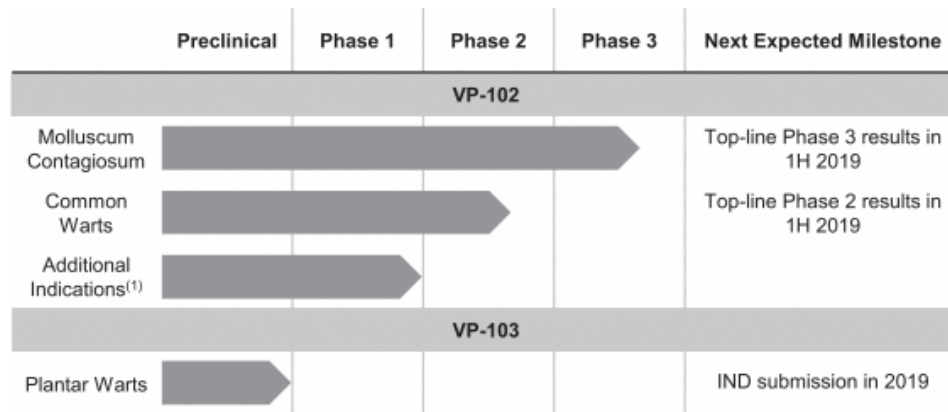 Preclinical Phase 1 Phase 2 Phase 3 Next Expected Milestone
VP-102
Molluscum
Contagiosum
Top-line Phase 3 results in
1H 2019
Common
Warts
Top-line Phase 2 results in
1H 2019
Additional
Indications(1)
VP-103
Plantar Warts IND submission in 2019